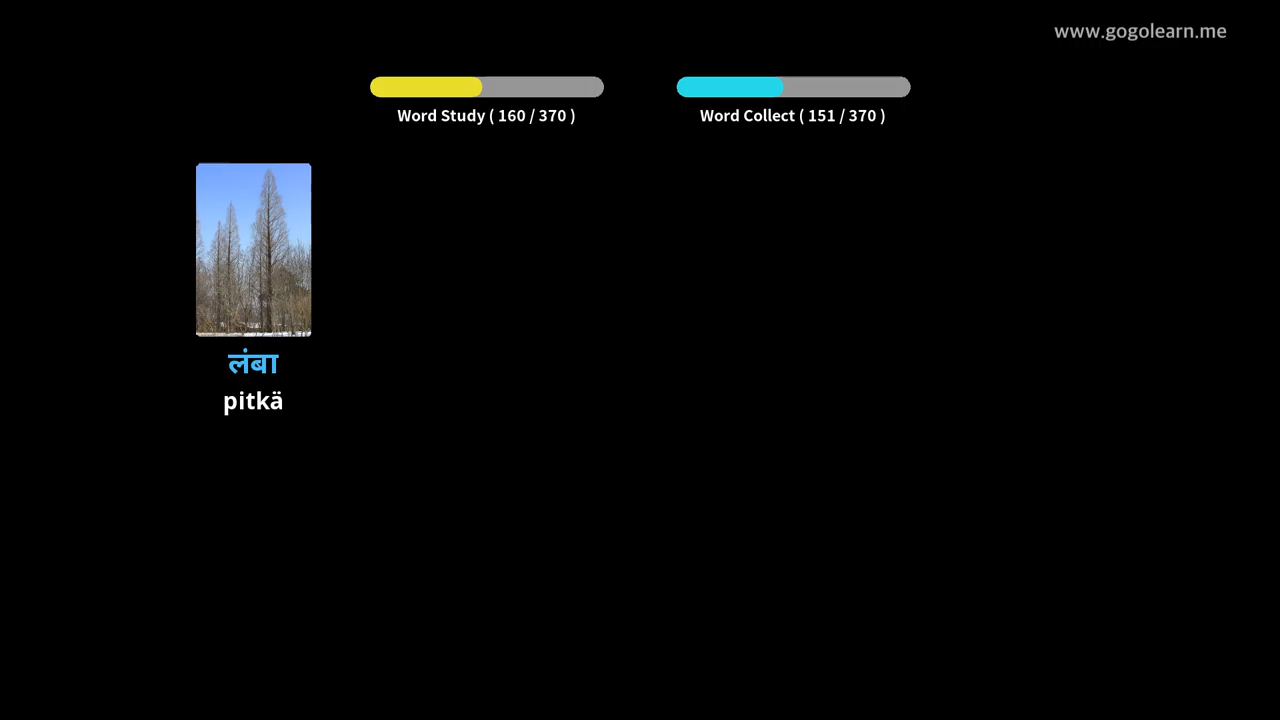 www.gogolearn.me
Word Study ( 160 / 370 )
Word Collect ( 151 / 370 )
लंबा
pitkä